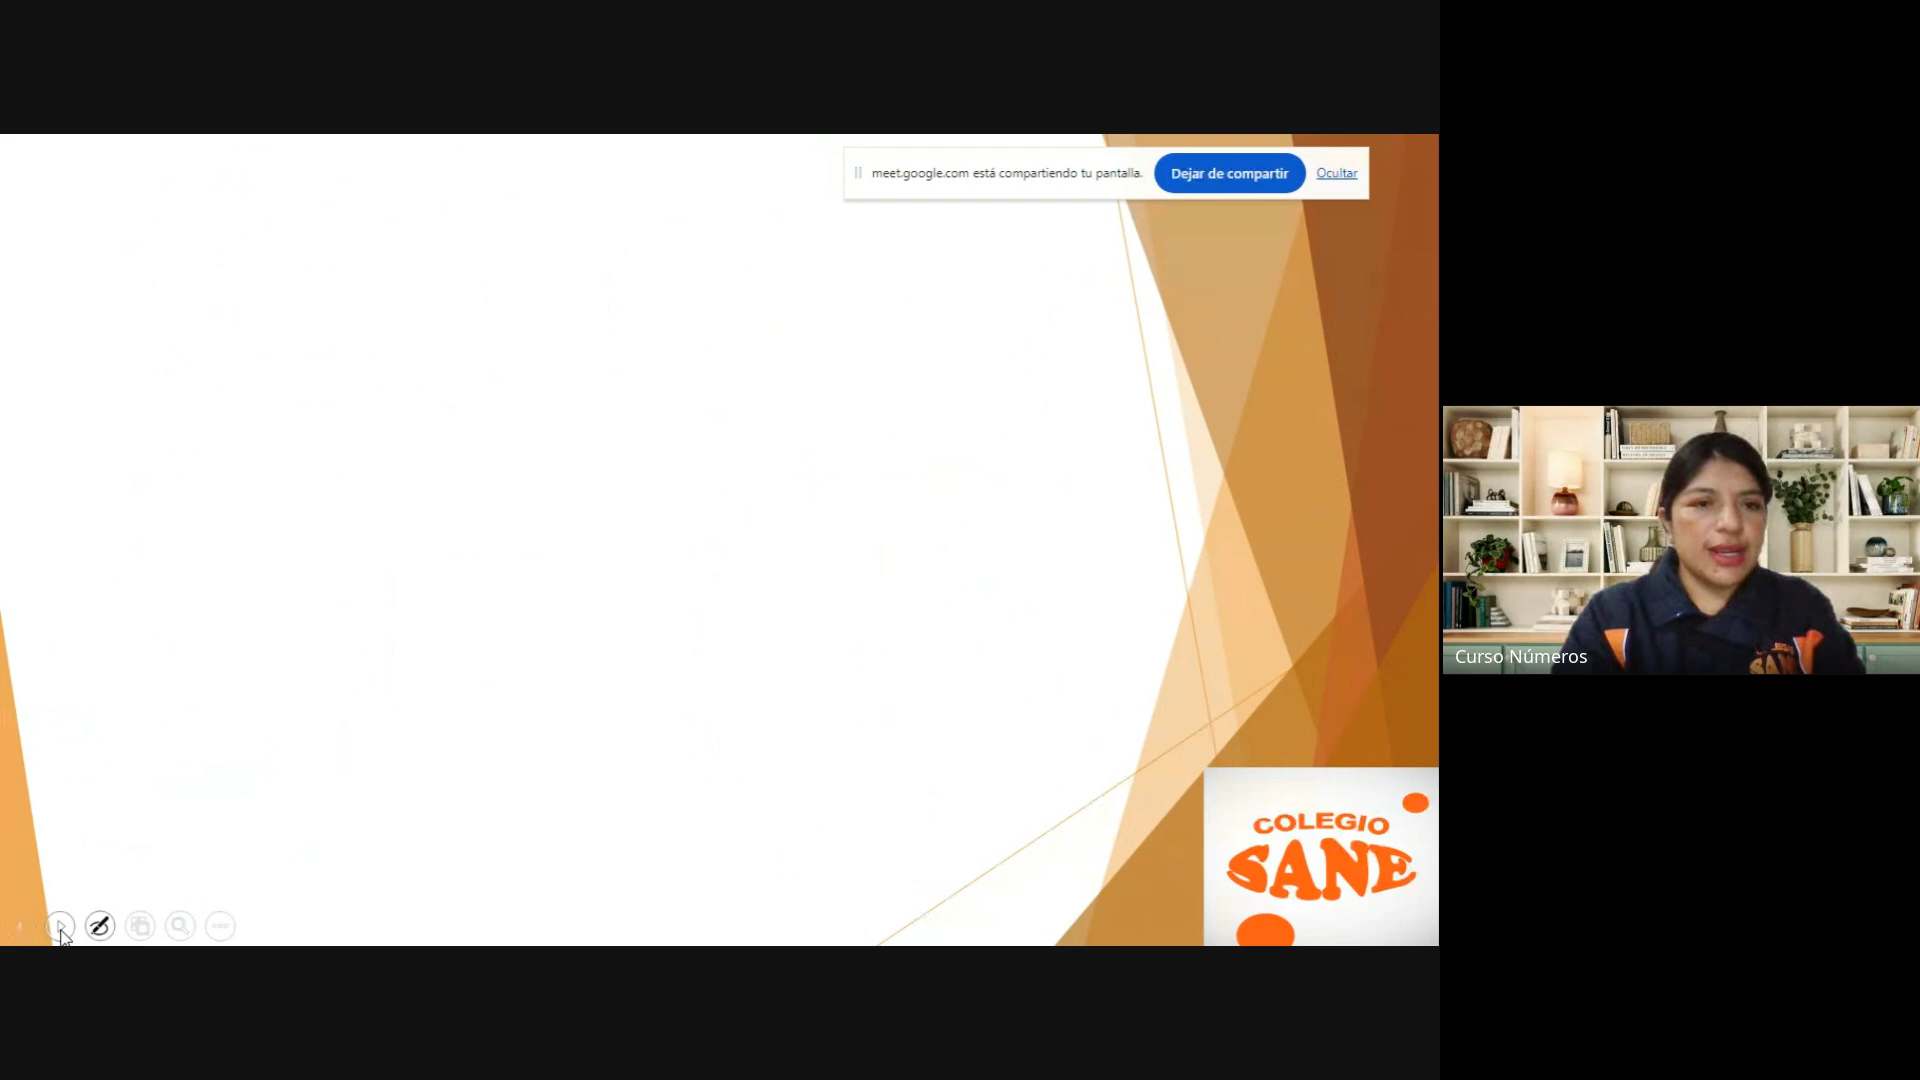 meet.google.com está compartiendo tu pantalla.
Dejar de compartir
Ocultar
COLEGIO
SANE
Curso Números